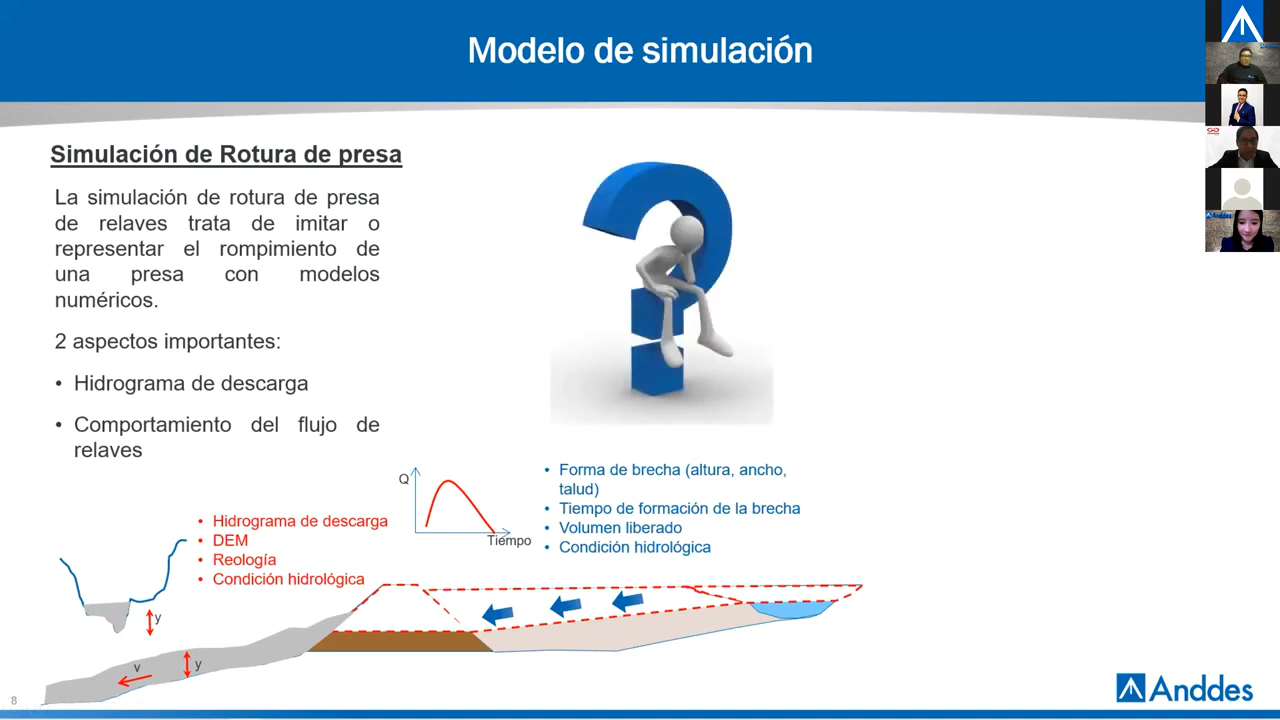 Modelo de simulación
Simulación de Rotura de presa
La simulación de rotura de presa
de relaves trata de imitar o
representar el rompimiento de
una presa con modelos
numéricos.
2 aspectos importantes:
• Hidrograma de descarga
• Comportamiento del flujo de
relaves
Q
Tiempo
• Forma de brecha (altura, ancho,
talud)
• Tiempo de formación de la brecha
• Volumen liberado
• Condición hidrológica
• Hidrograma de descarga
• DEM
• Reología
• Condición hidrológica
y
v
y
8
Anddes
Anddes